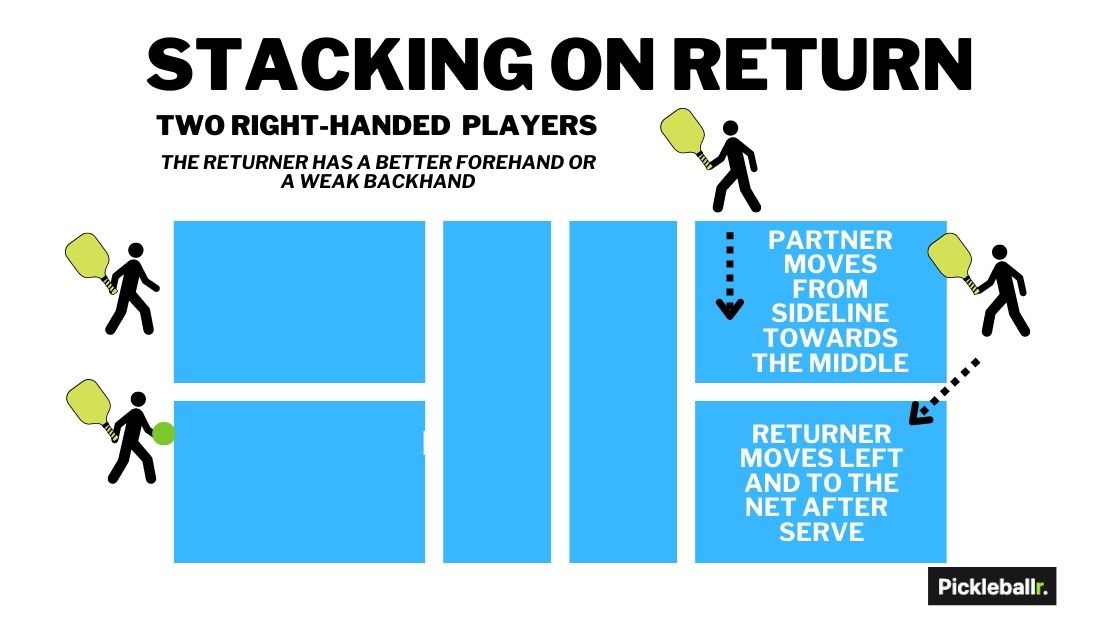 STACKING ON RETURN
TWO RIGHT-HANDED PLAYERS
THE RETURNER HAS A BETTER FOREHAND OR
A WEAK BACKHAND
PARTNER
MOVES
FROM
SIDELINE
TOWARDS
THE MIDDLE
RETURNER
MOVES LEFT
AND TO THE
NET AFTER
SERVE
Pickleballr.